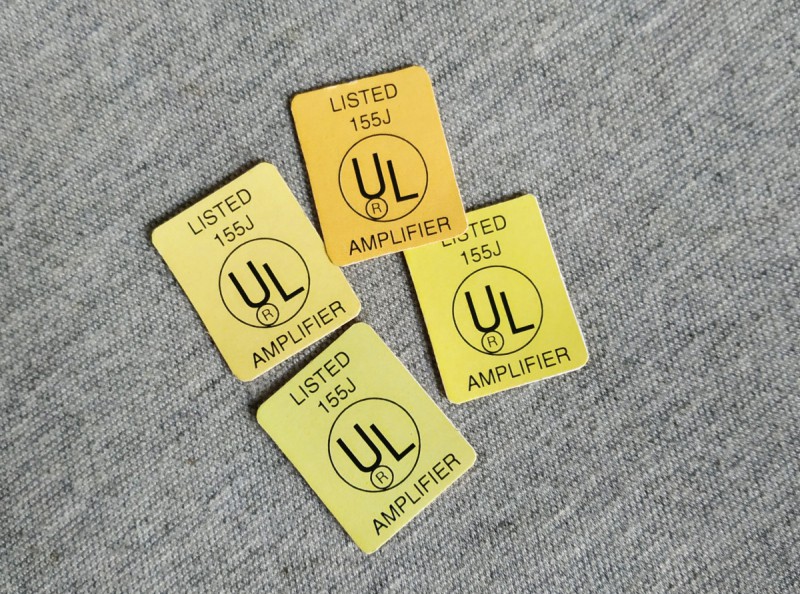 LISTED
155J
UL
R
AMPLIFIER
LISTED
155J
UL
R
AMPLIFIER
LISTED
155J
UL
R
AMPLIFIER
LISTED
155J
UL
R
AMPLIFIER